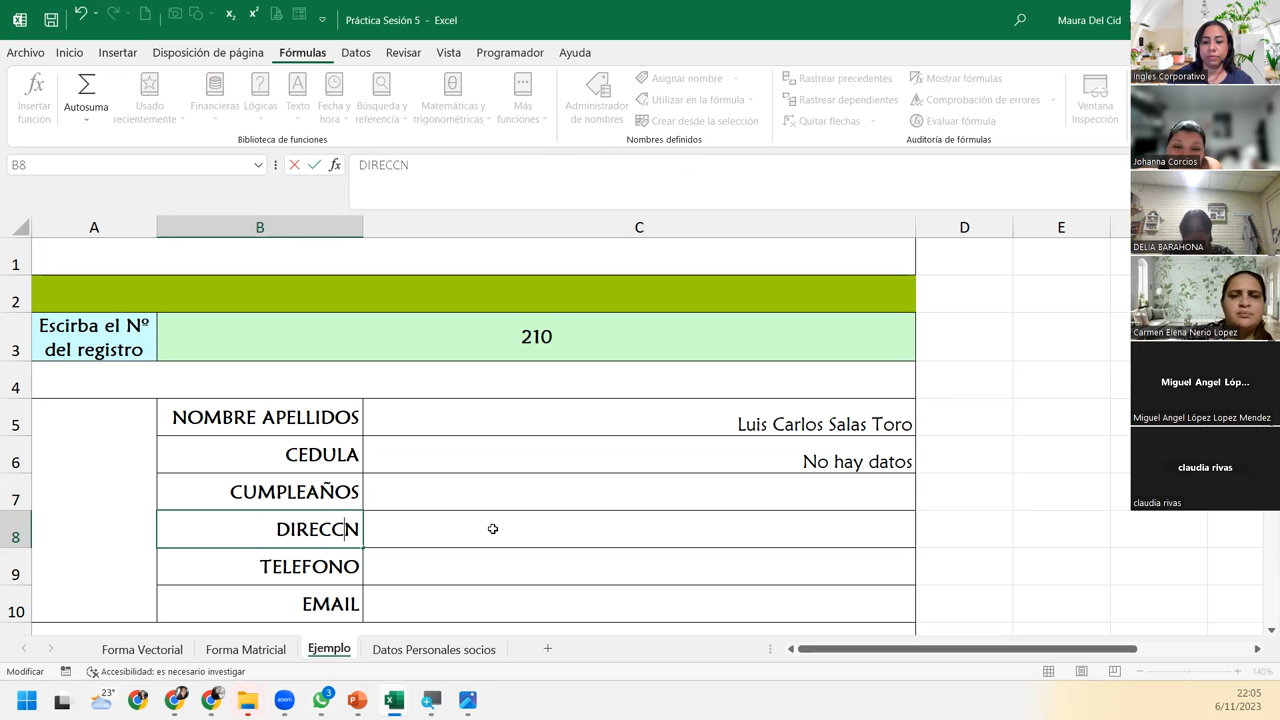 Práctica Sesión 5 - Excel
Maura Del Cid
Archivo Inicio Insertar Disposición de página Fórmulas Datos Revisar Vista Programador Ayuda
Insertar función
Autosuma
Usado recientemente
Financieras
Lógicas
Texto
Fecha y hora
Búsqueda y referencia
Matemáticas y trigonométricas
Más funciones
Biblioteca de funciones
Administrador de nombres
Asignar nombre
Utilizar en la fórmula
Crear desde la selección
Nombres definidos
Rastrear precedentes
Rastrear dependientes
Quitar flechas
Mostrar fórmulas
Comprobación de errores
Evaluar fórmula
Auditoría de fórmulas
Ventana Inspección
B8
fx
DIRECCN
A B C D E
1
2
3 Escirba el Nº del registro 210
4
5 NOMBRE APELLIDOS Luis Carlos Salas Toro
6 CEDULA No hay datos
7 CUMPLEAÑOS
8 DIRECCN
9 TELEFONO
10 EMAIL
Forma Vectorial Forma Matricial Ejemplo Datos Personales socios
Modificar Accesibilidad: es necesario investigar 140%
23°
zoom
3
22:05
6/11/2023
Ingles Corporativo
Johanna Corcios
DELIA BARAHONA
Carmen Elena Nerio Lopez
Miguel Angel Lóp...
Miguel Angel López Lopez Mendez
claudia rivas
claudia rivas